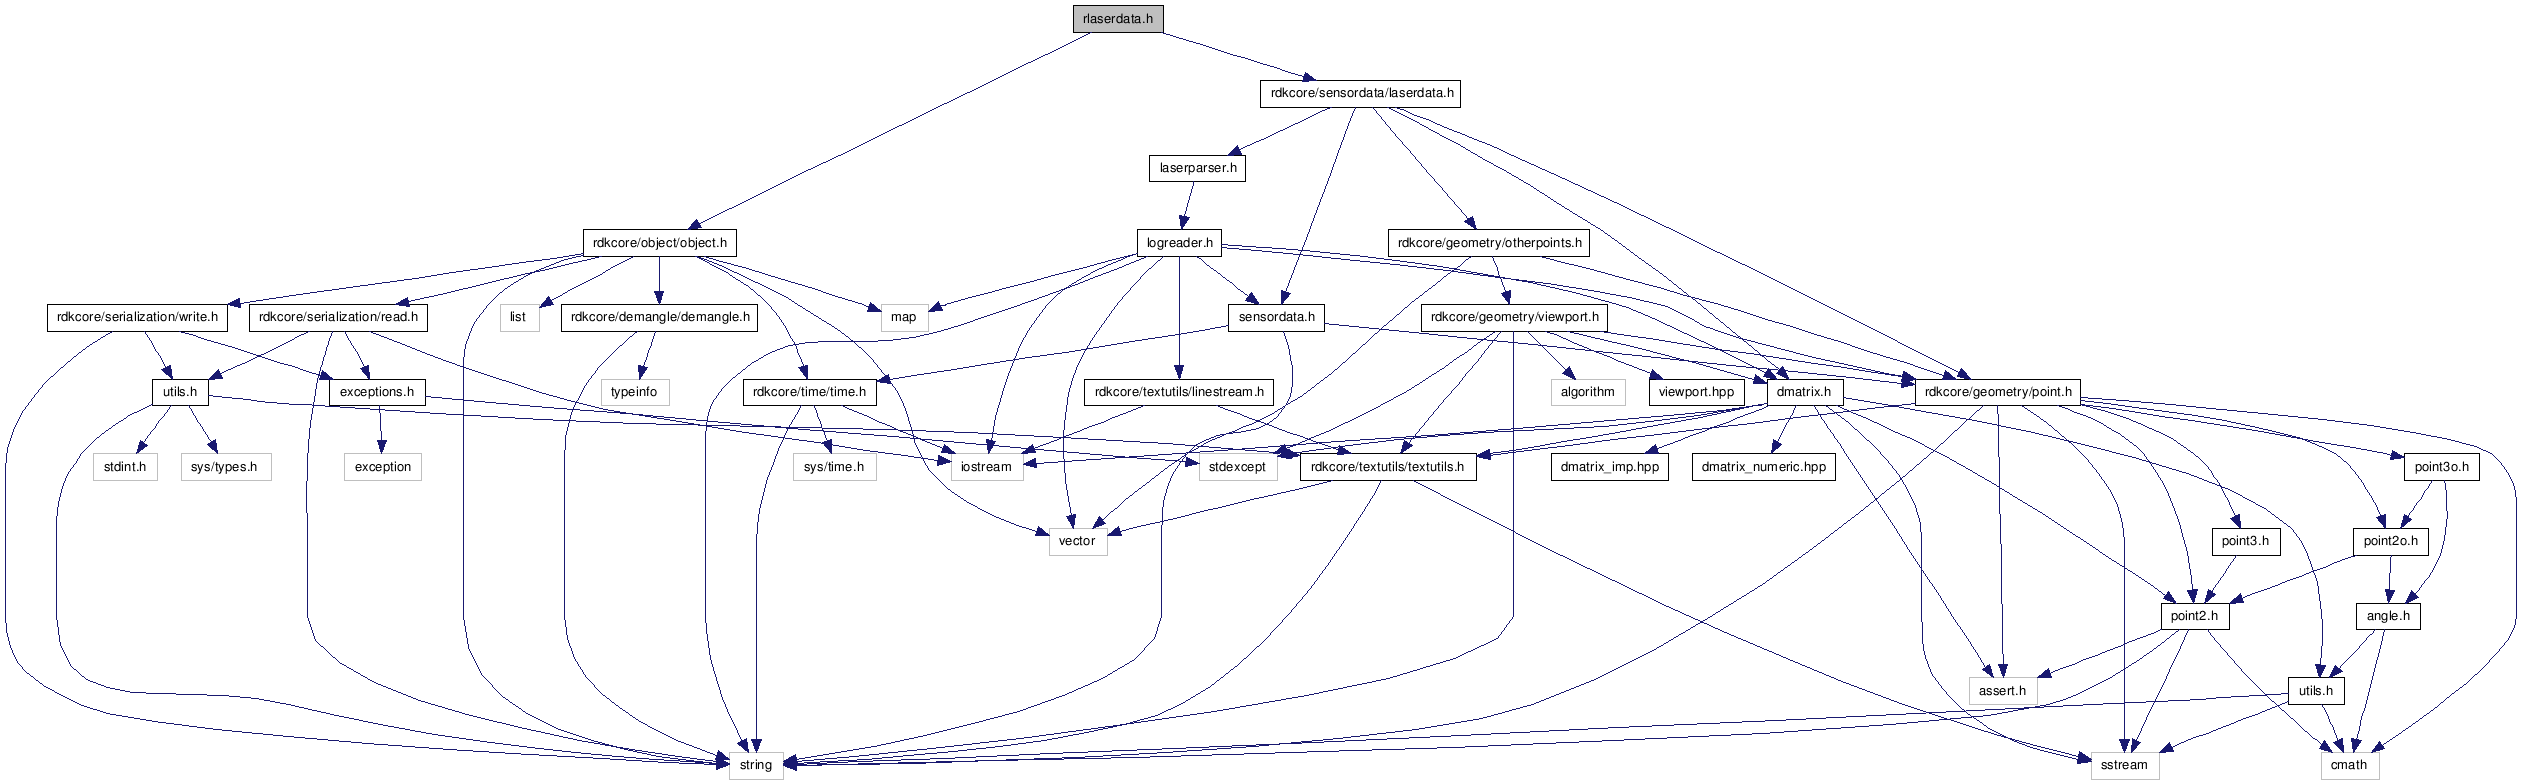 rlaserdata.h
rdkcore/sensordata/laserdata.h
laserparser.h
rdkcore/object/object.h
logreader.h
rdkcore/geometry/otherpoints.h
rdkcore/serialization/write.h
rdkcore/serialization/read.h
list
rdkcore/demangle/demangle.h
map
sensordata.h
rdkcore/geometry/viewport.h
utils.h
exceptions.h
typeinfo
rdkcore/time/time.h
rdkcore/textutils/linestream.h
algorithm
viewport.hpp
dmatrix.h
rdkcore/geometry/point.h
stdint.h
sys/types.h
exception
sys/time.h
iostream
stdexcept
rdkcore/textutils/textutils.h
dmatrix_imp.hpp
dmatrix_numeric.hpp
point3o.h
vector
point3.h
point2o.h
point2.h
angle.h
assert.h
utils.h
string
sstream
cmath